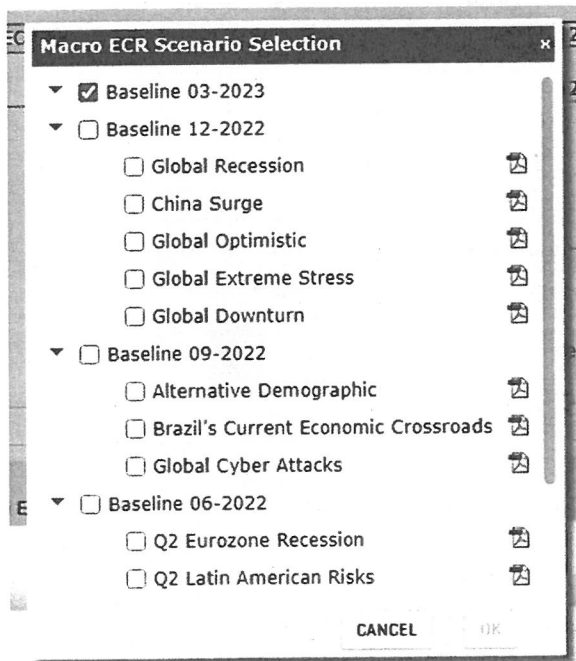 Macro ECR Scenario Selection ×
Baseline 03-2023
Baseline 12-2022
Global Recession
China Surge
Global Optimistic
Global Extreme Stress
Global Downturn
Baseline 09-2022
Alternative Demographic
Brazil's Current Economic Crossroads
Global Cyber Attacks
Baseline 06-2022
Q2 Eurozone Recession
Q2 Latin American Risks
CANCEL OK